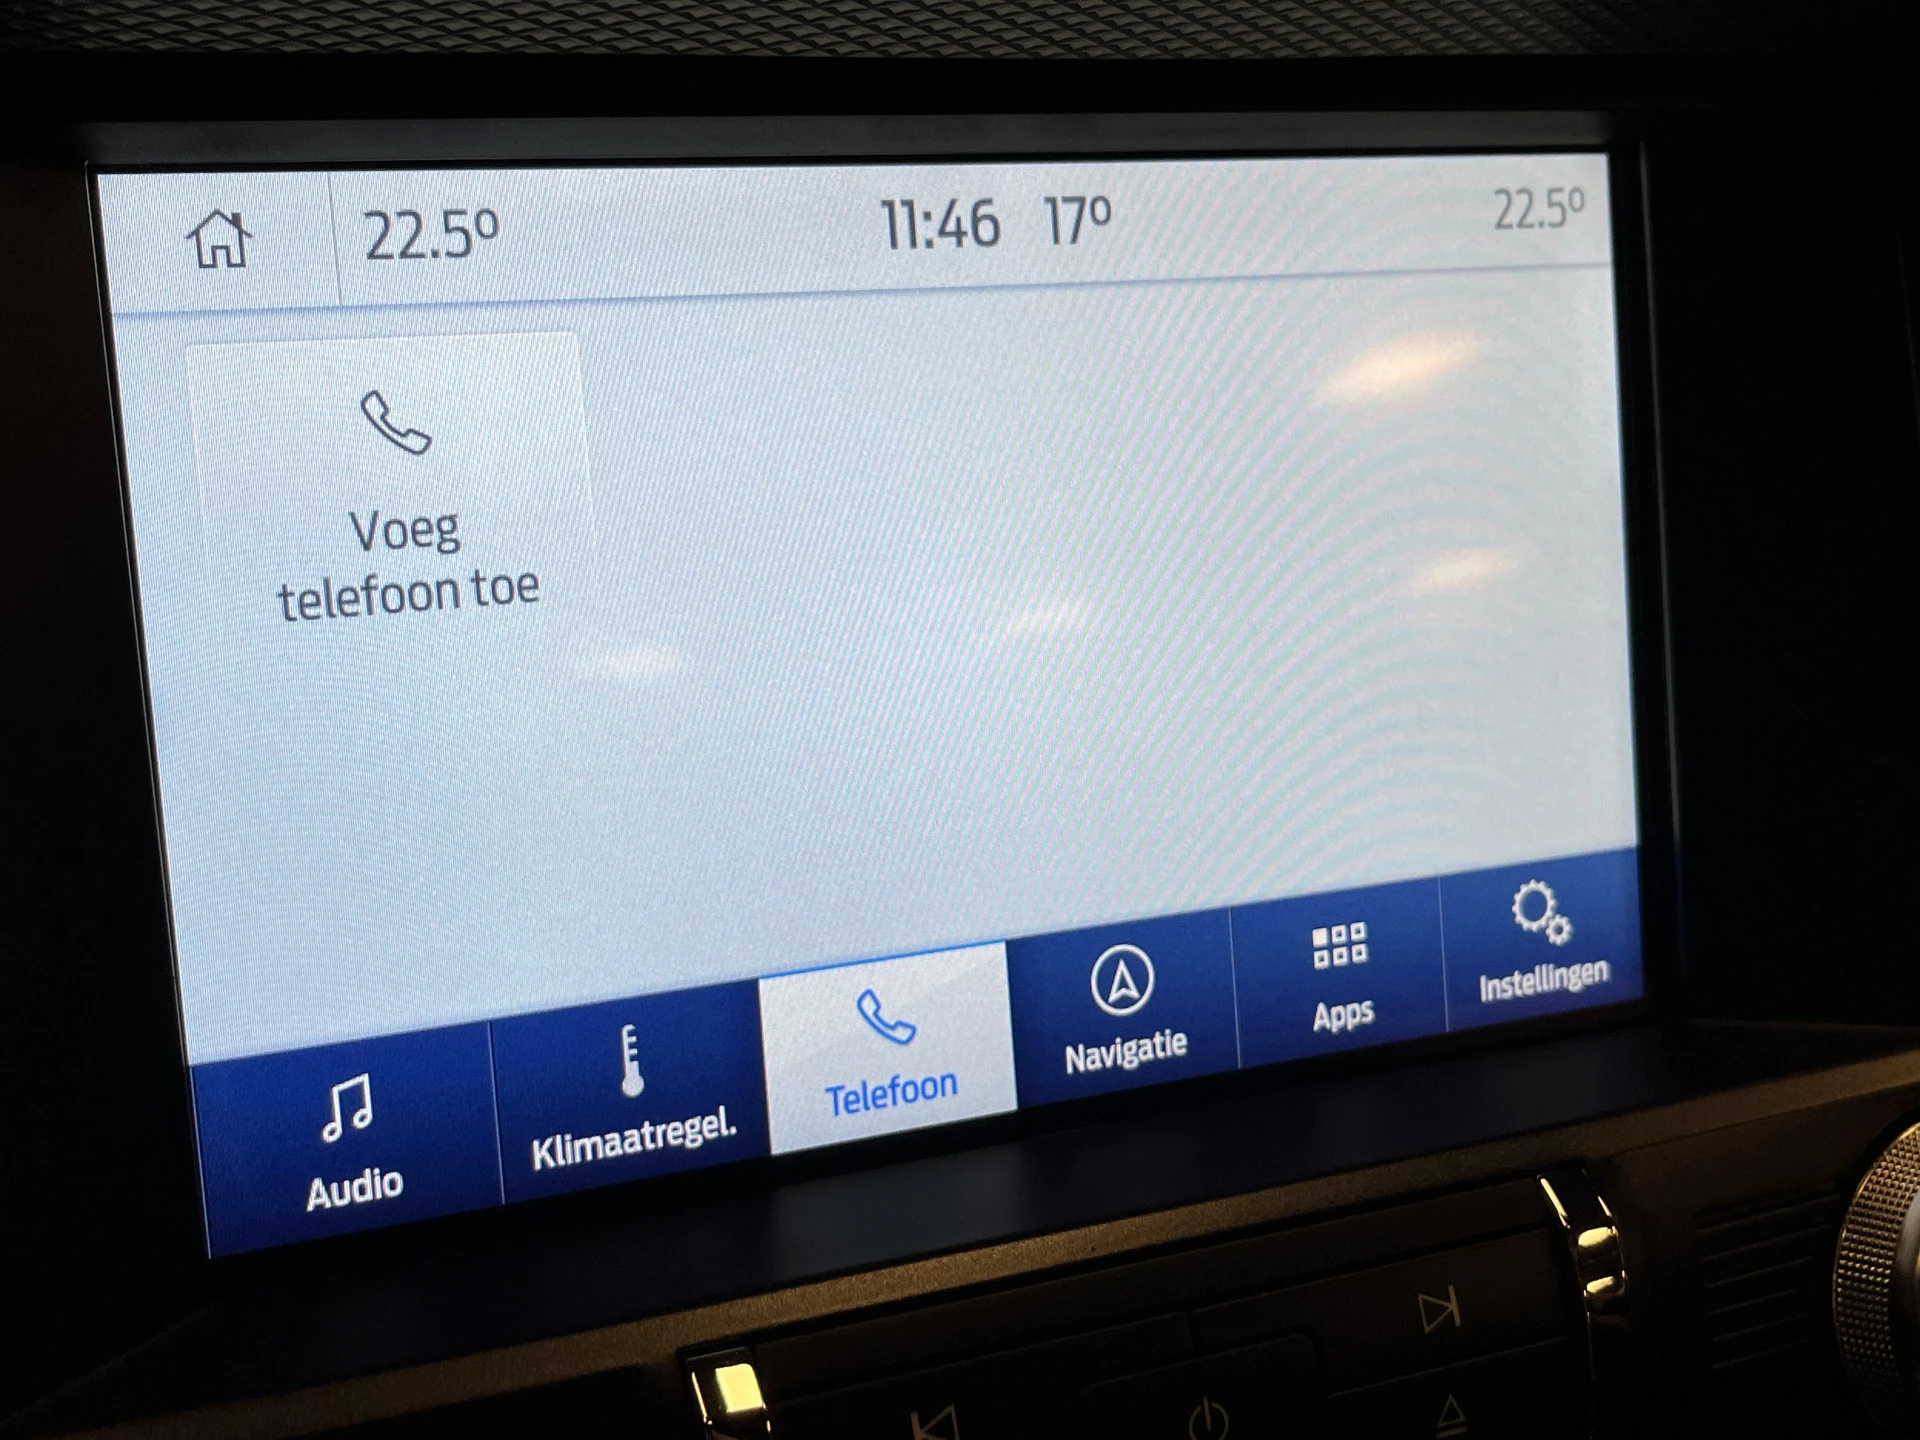 22.5° 11:46 17° 22.5°
Voeg
telefoon toe
Audio Klimaatregel. Telefoon Navigatie Apps Instellingen